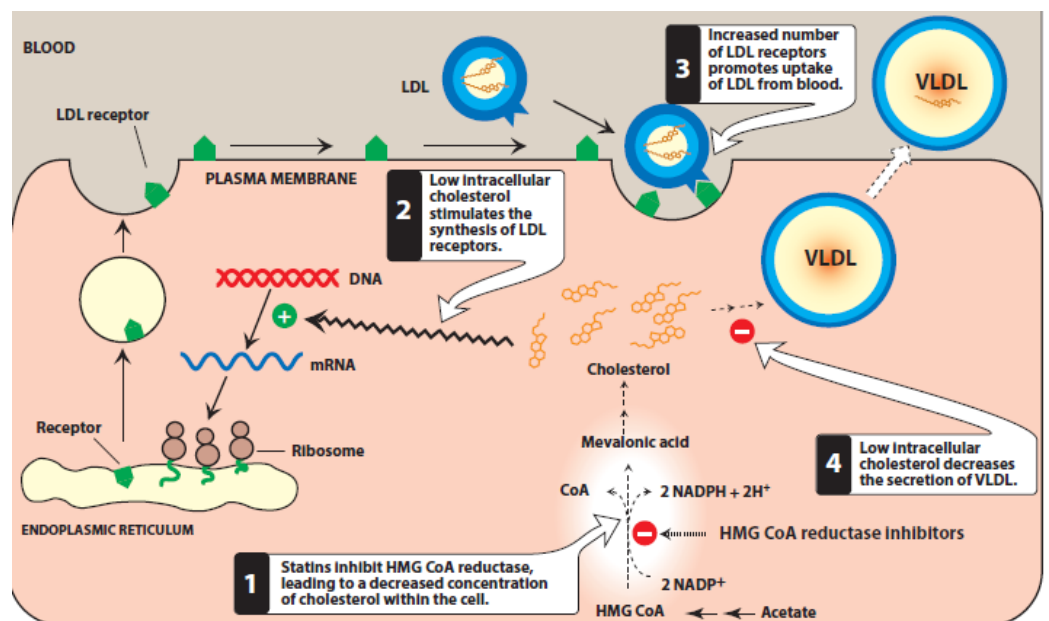 BLOOD
LDL receptor
LDL
3
Increased number
of LDL receptors
promotes uptake
of LDL from blood.
VLDL
PLASMA MEMBRANE
2
Low intracellular
cholesterol
stimulates the
synthesis of LDL
receptors.
VLDL
DNA
+
mRNA
Cholesterol
Receptor
Ribosome
Mevalonic acid
4
Low intracellular
cholesterol decreases
the secretion of VLDL.
CoA
2 NADPH + 2H⁺
ENDOPLASMIC RETICULUM
HMG CoA reductase inhibitors
1
Statins inhibit HMG CoA reductase,
leading to a decreased concentration
of cholesterol within the cell.
2 NADP⁺
HMG CoA
Acetate